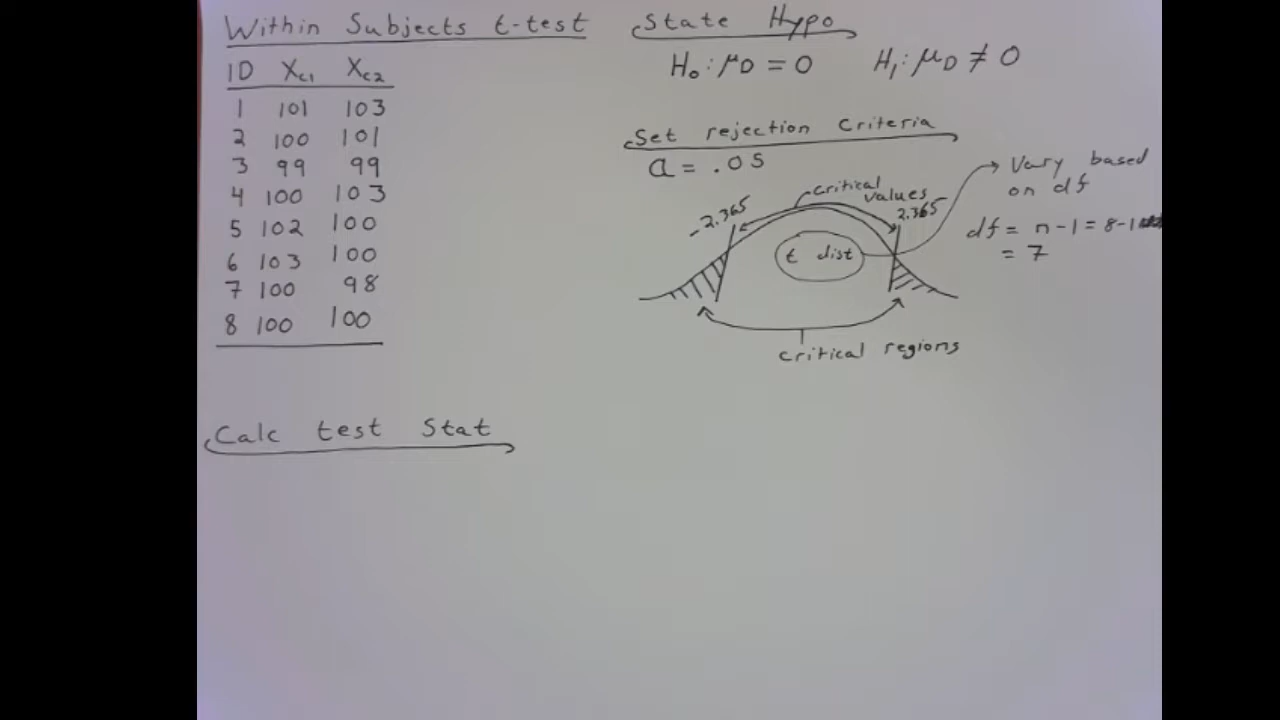 Within Subjects t-test
ID Xc1 Xc2
1 101 103
2 100 101
3 99 99
4 100 103
5 102 100
6 103 100
7 100 98
8 100 100
Calc test Stat
State Hypo
H₀: μD = 0 H₁: μD ≠ 0
Set rejection Criteria
a = .05
critical
values
-2.365
2.365
t dist
critical regions
Vary based
on df
df = n-1 = 8-1
= 7